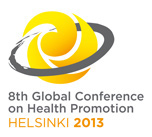 8th Global Conference
on Health Promotion
HELSINKI 2013